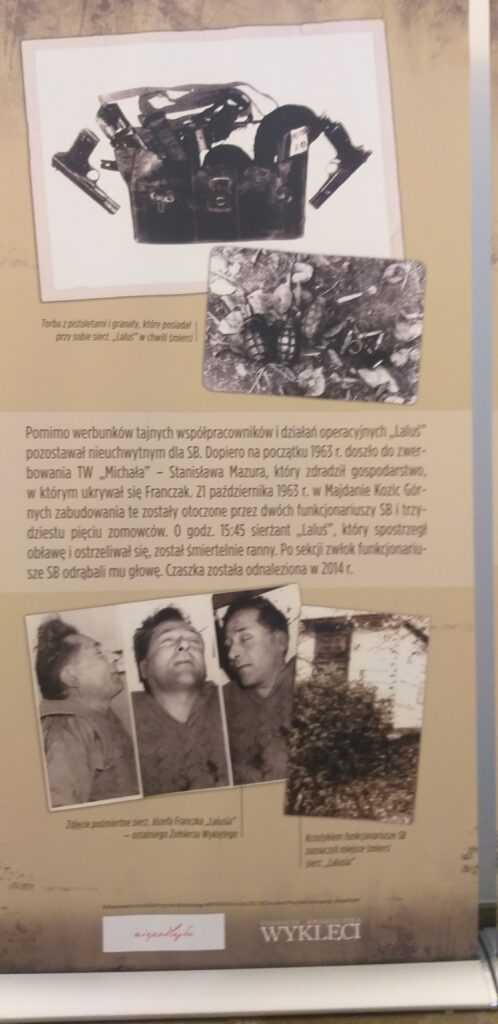 Torba z pistoletami i granaty, które posiadał
przy sobie sierż. „Laluś” w chwili śmierci
Pomimo werbunków tajnych współpracowników i działań operacyjnych „Laluś”
pozostawał nieuchwytnym dla SB. Dopiero na początku 1963 r. doszło do zwer-
bowania TW „Michała” – Stanisława Mazura, który zdradził gospodarstwo,
w którym ukrywał się Franczak. 21 października 1963 r. w Majdanie Kozic Gór-
nych zabudowania te zostały otoczone przez dwóch funkcjonariuszy SB i trzy-
dziestu pięciu zomowców. O godz. 15:45 sierżant „Laluś”, który spostrzegł
obławę i ostrzeliwał się, został śmiertelnie ranny. Po sekcji zwłok funkcjonariu-
sze SB odrąbali mu głowę. Czaszka została odnaleziona w 2014 r.
Zdjęcie pośmiertne sierż. Józefa Franczaka „Lalusia”
– ostatniego Żołnierza Wyklętego
Krzyżykiem funkcjonariusze SB
zaznaczyli miejsce śmierci
sierż. „Lalusia”
WYKLĘCI